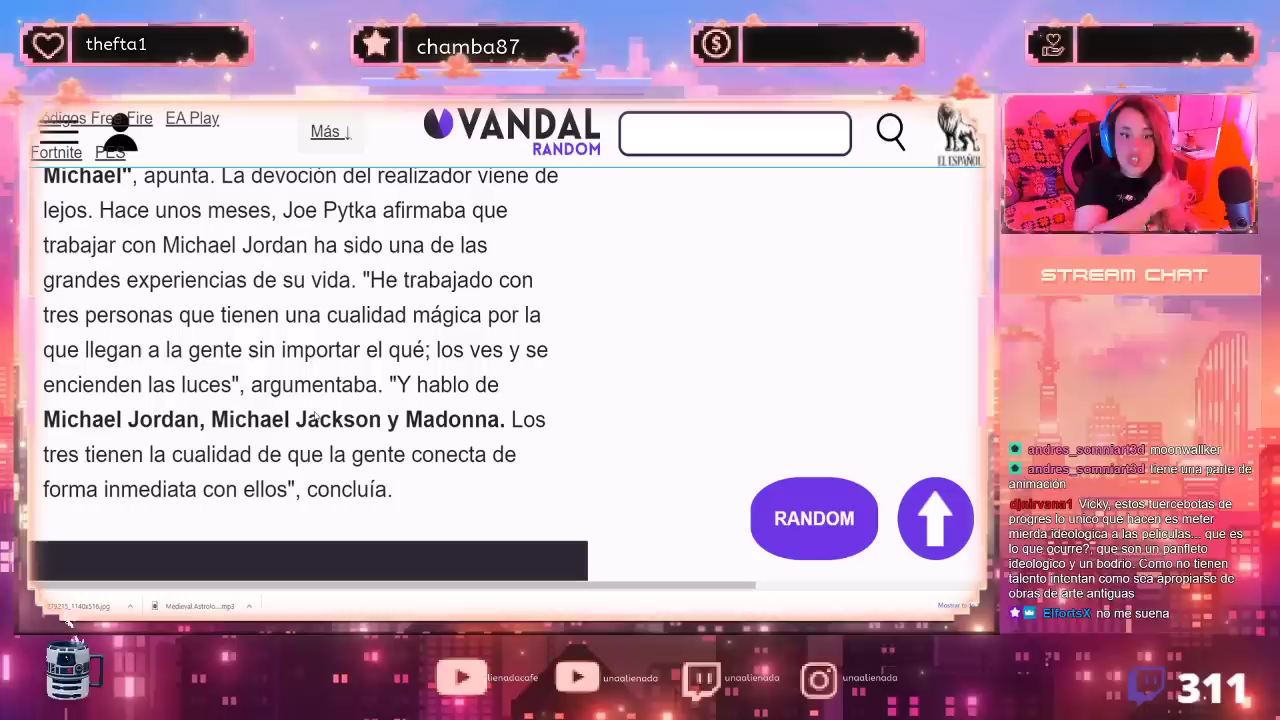 thefta1
chamba87
ódigos Free Fire EA Play
Más ↓
Fortnite PES
VANDAL
RANDOM
EL ESPAÑOL
Michael", apunta. La devoción del realizador viene de
lejos. Hace unos meses, Joe Pytka afirmaba que
trabajar con Michael Jordan ha sido una de las
grandes experiencias de su vida. "He trabajado con
tres personas que tienen una cualidad mágica por la
que llegan a la gente sin importar el qué; los ves y se
encienden las luces", argumentaba. "Y hablo de
Michael Jordan, Michael Jackson y Madonna. Los
tres tienen la cualidad de que la gente conecta de
forma inmediata con ellos", concluía.
RANDOM
STREAM CHAT
andres_somniart3d moonwalker
andres_somniart3d tiene una parte de
animación
djnirvana1 Vicky, estos tuercebotas de
progres lo unico que hacen es meter
mierda ideologica a las peliculas... que es
lo que ocurre?, que son un panfleto
ideologico y un bodrio. Como no tienen
talento intentan como sea apropiarse de
obras de arte antiguas
ElfortsX no me suena
Medieval.Astrolo....mp3
Mostrar to
lienadacafe
unaalienada
unaalienada
unaalienada
311